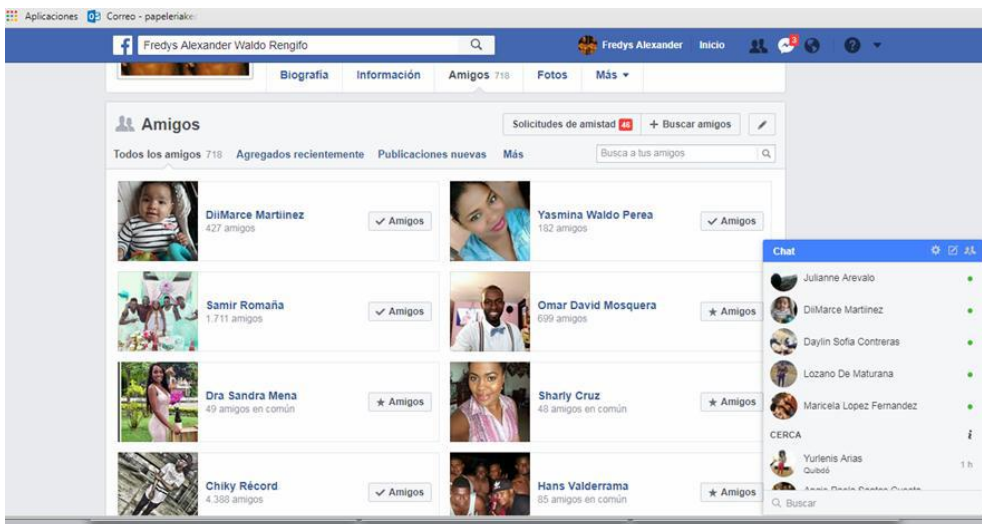 Aplicaciones Correo - papeleriake
Fredys Alexander Waldo Rengifo Fredys Alexander Inicio 3
Biografía Información Amigos 718 Fotos Más
Amigos Solicitudes de amistad 46 + Buscar amigos
Todos los amigos 718 Agregados recientemente Publicaciones nuevas Más Busca a tus amigos
DiiMarce Martiinez
427 amigos
Amigos
Yasmina Waldo Perea
182 amigos
Amigos
Samir Romaña
1.711 amigos
Amigos
Omar David Mosquera
699 amigos
Amigos
Dra Sandra Mena
49 amigos en común
Amigos
Sharly Cruz
48 amigos en común
Amigos
Chiky Récord
4.388 amigos
Amigos
Hans Valderrama
85 amigos en común
Amigos
Chat
Julianne Arevalo
DiiMarce Martiinez
Daylin Sofia Contreras
Lozano De Maturana
Maricela Lopez Fernandez
CERCA
Yurlenis Arias
Quibdó 1 h
Buscar